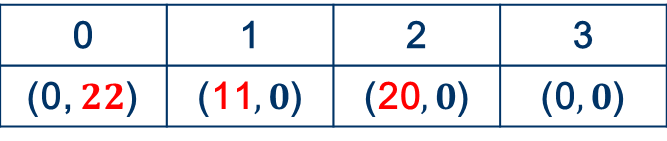 0 1 2 3
(0, 22) (11, 0) (20, 0) (0, 0)